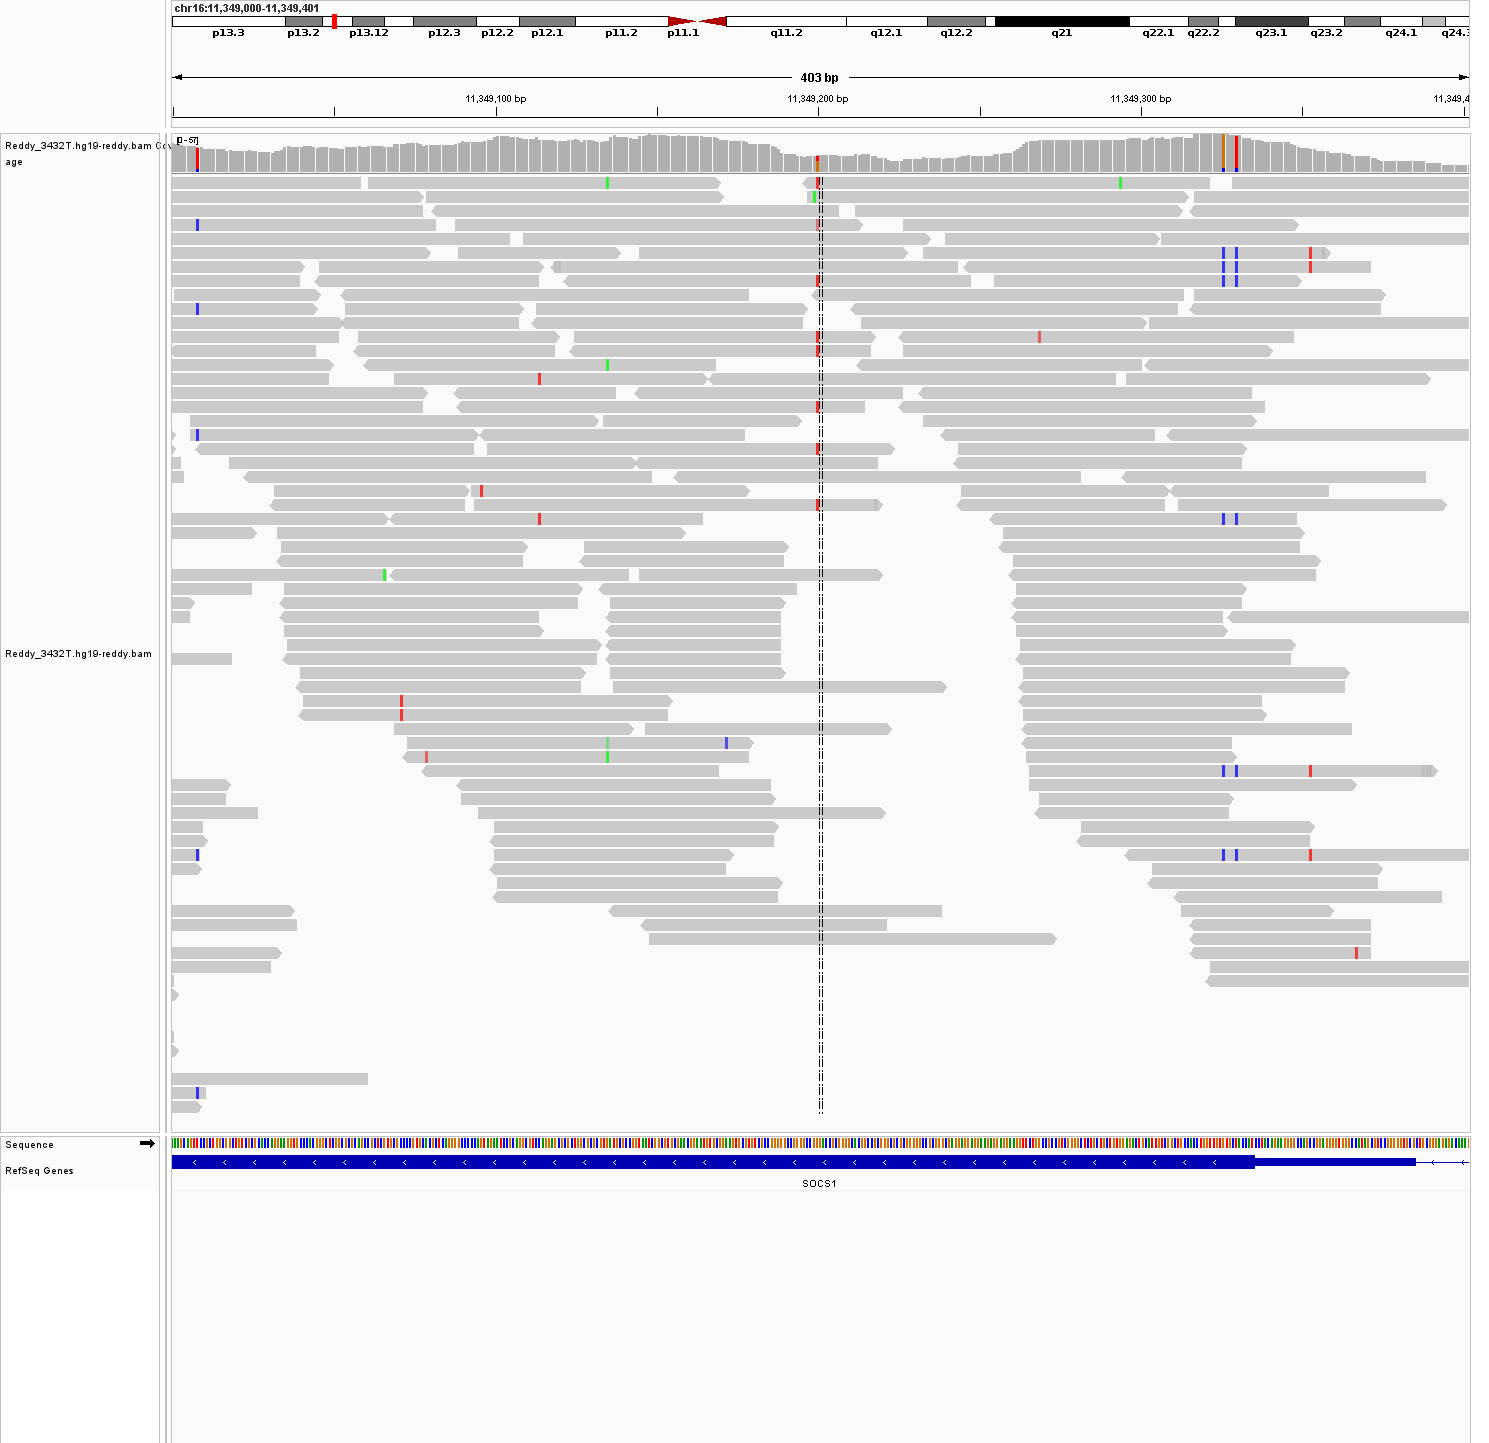 chr16:11,349,000-11,349,401
p13.3 p13.2 p13.12 p12.3 p12.2 p12.1 p11.2 p11.1 q11.2 q12.1 q12.2 q21 q22.1 q22.2 q23.1 q23.2 q24.1 q24.3
403 bp
11,349,100 bp 11,349,200 bp 11,349,300 bp 11,349,4
[0-57]
Reddy_3432T.hg19-reddy.bam Cov
age
Reddy_3432T.hg19-reddy.bam
Sequence
RefSeq Genes
SOCS1